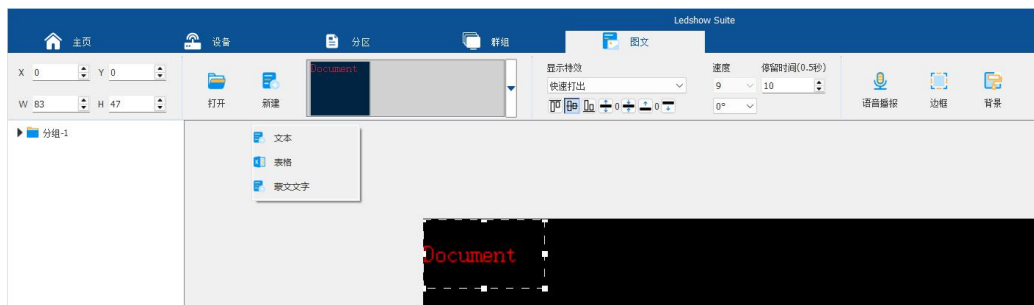 Ledshow Suite
主页 设备 分区 群组 图文
X 0 Y 0
W 83 H 47
打开 新建
Document
显示特效 速度 停留时间(0.5秒)
快速打出 9 10
0 0 0°
语音播报 边框 背景
分组-1
文本
表格
蒙文文字
Document